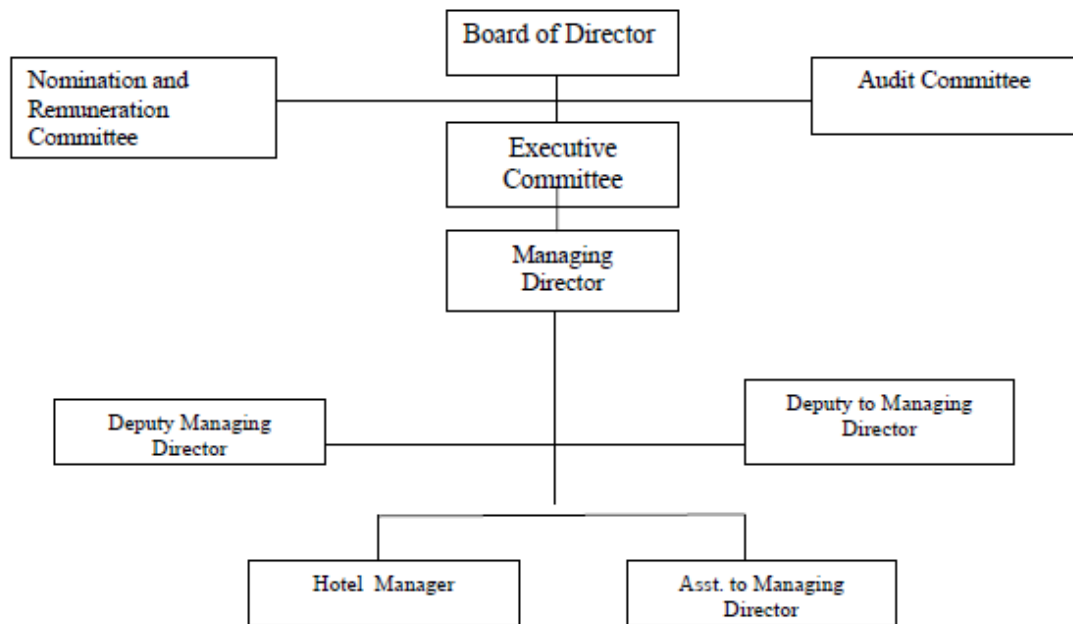 Board of Director
Nomination and
Remuneration
Committee
Audit Committee
Executive
Committee
Managing
Director
Deputy Managing
Director
Deputy to Managing
Director
Hotel Manager
Asst. to Managing
Director